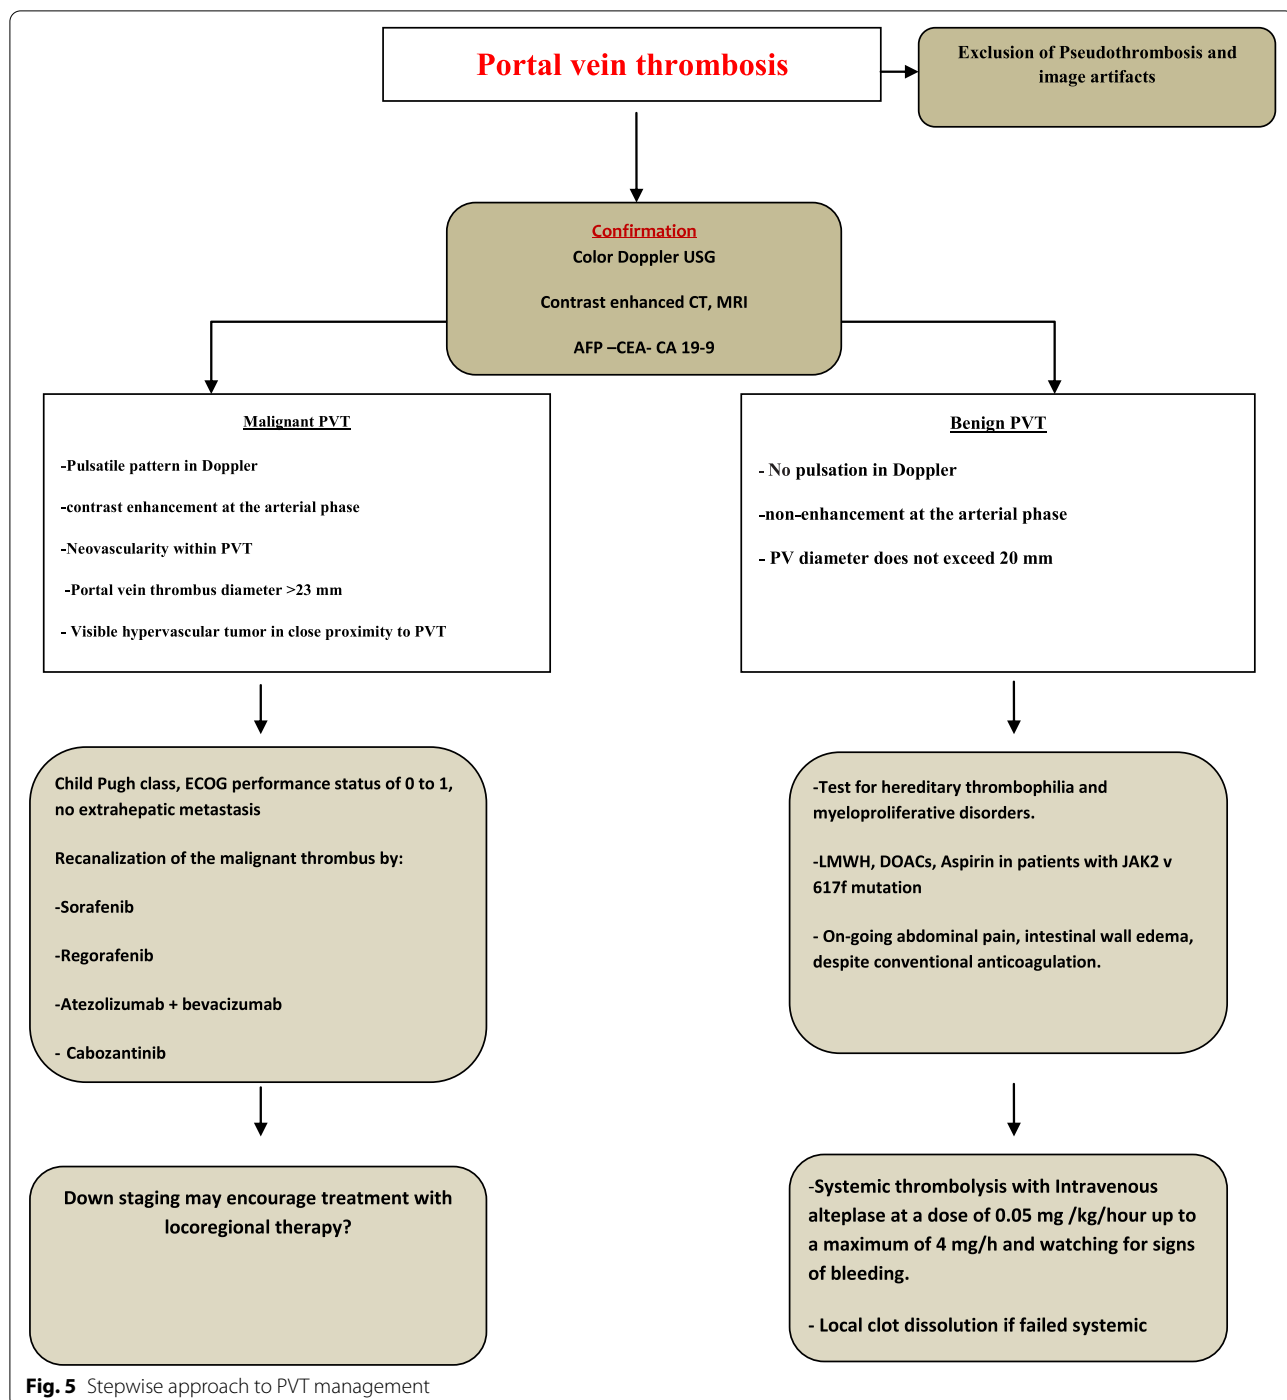 Portal vein thrombosis
Exclusion of Pseudothrombosis and
image artifacts
Confirmation
Color Doppler USG
Contrast enhanced CT, MRI
AFP –CEA- CA 19-9
Malignant PVT
-Pulsatile pattern in Doppler
-contrast enhancement at the arterial phase
-Neovascularity within PVT
-Portal vein thrombus diameter >23 mm
- Visible hypervascular tumor in close proximity to PVT
Benign PVT
- No pulsation in Doppler
-non-enhancement at the arterial phase
- PV diameter does not exceed 20 mm
Child Pugh class, ECOG performance status of 0 to 1,
no extrahepatic metastasis
Recanalization of the malignant thrombus by:
-Sorafenib
-Regorafenib
-Atezolizumab + bevacizumab
- Cabozantinib
-Test for hereditary thrombophilia and
myeloproliferative disorders.
-LMWH, DOACs, Aspirin in patients with JAK2 v
617f mutation
- On-going abdominal pain, intestinal wall edema,
despite conventional anticoagulation.
Down staging may encourage treatment with
locoregional therapy?
-Systemic thrombolysis with Intravenous
alteplase at a dose of 0.05 mg /kg/hour up to
a maximum of 4 mg/h and watching for signs
of bleeding.
- Local clot dissolution if failed systemic
Fig. 5 Stepwise approach to PVT management